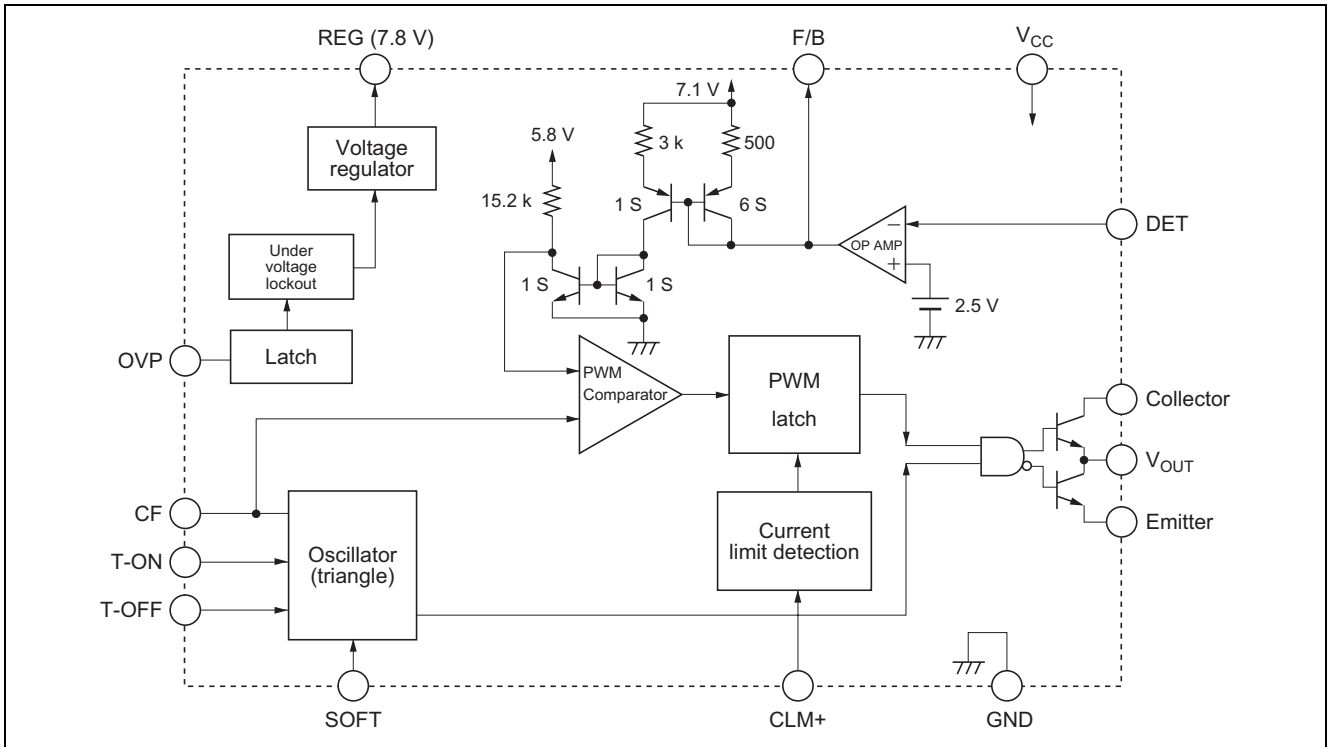 REG (7.8 V)
F/B
VCC
7.1 V
5.8 V
3 k
500
Voltage
regulator
15.2 k
1 S
6 S
OP AMP
−
+
DET
Under
voltage
lockout
1 S
1 S
2.5 V
OVP
Latch
PWM
Comparator
PWM
latch
Collector
VOUT
Emitter
CF
T-ON
T-OFF
Oscillator
(triangle)
Current
limit detection
SOFT
CLM+
GND